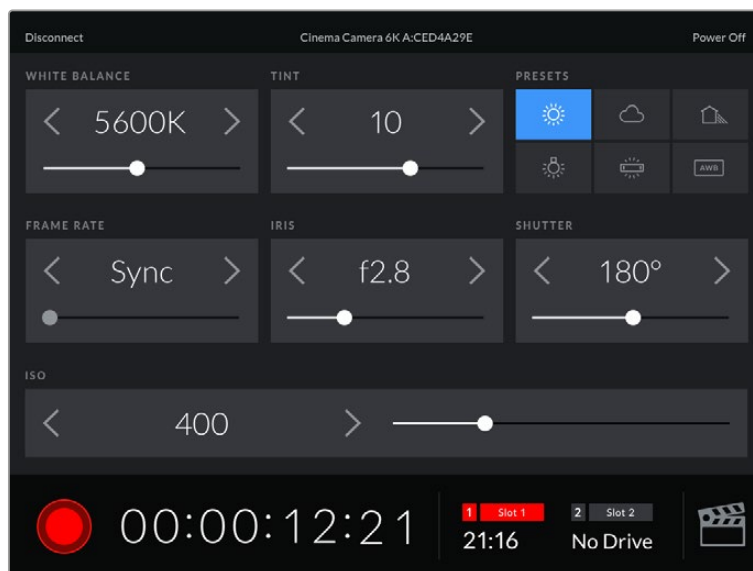 Disconnect Cinema Camera 6K A:CED4A29E Power Off
WHITE BALANCE TINT PRESETS
5600K 10
AWB
FRAME RATE IRIS SHUTTER
Sync f2.8 180°
ISO
400
00:00:12:21
1 Slot 1 2 Slot 2
21:16 No Drive